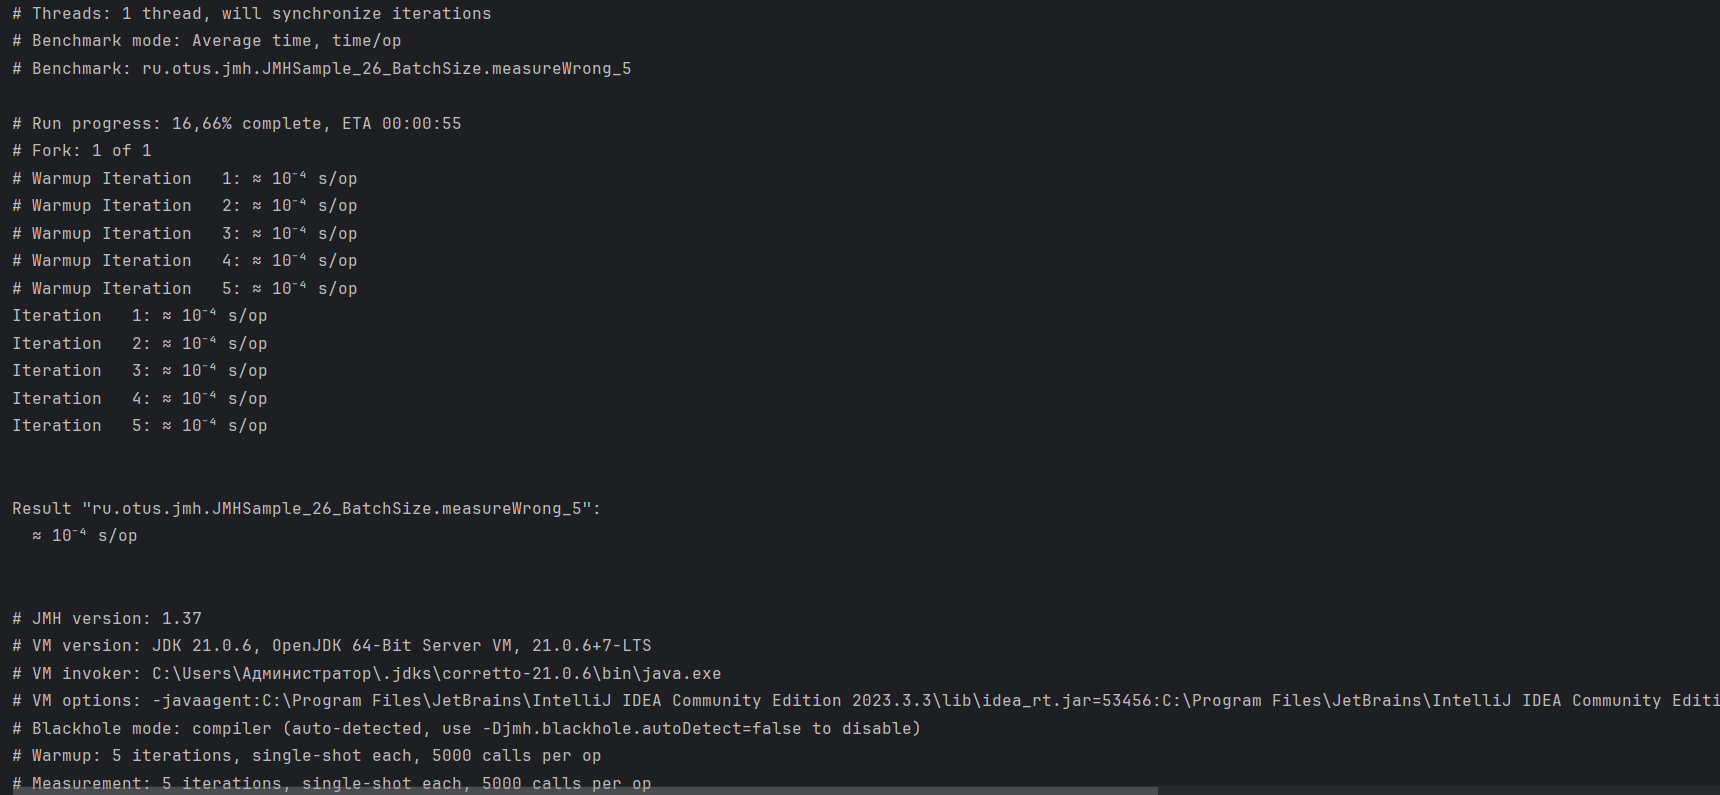 # Threads: 1 thread, will synchronize iterations
# Benchmark mode: Average time, time/op
# Benchmark: ru.otus.jmh.JMHSample_26_BatchSize.measureWrong_5
# Run progress: 16,66% complete, ETA 00:00:55
# Fork: 1 of 1
# Warmup Iteration   1: ≈ 10⁻⁴ s/op
# Warmup Iteration   2: ≈ 10⁻⁴ s/op
# Warmup Iteration   3: ≈ 10⁻⁴ s/op
# Warmup Iteration   4: ≈ 10⁻⁴ s/op
# Warmup Iteration   5: ≈ 10⁻⁴ s/op
Iteration   1: ≈ 10⁻⁴ s/op
Iteration   2: ≈ 10⁻⁴ s/op
Iteration   3: ≈ 10⁻⁴ s/op
Iteration   4: ≈ 10⁻⁴ s/op
Iteration   5: ≈ 10⁻⁴ s/op
Result "ru.otus.jmh.JMHSample_26_BatchSize.measureWrong_5":
  ≈ 10⁻⁴ s/op
# JMH version: 1.37
# VM version: JDK 21.0.6, OpenJDK 64-Bit Server VM, 21.0.6+7-LTS
# VM invoker: C:\Users\Администратор\.jdks\corretto-21.0.6\bin\java.exe
# VM options: -javaagent:C:\Program Files\JetBrains\IntelliJ IDEA Community Edition 2023.3.3\lib\idea_rt.jar=53456:C:\Program Files\JetBrains\IntelliJ IDEA Community Editi
# Blackhole mode: compiler (auto-detected, use -Djmh.blackhole.autoDetect=false to disable)
# Warmup: 5 iterations, single-shot each, 5000 calls per op
# Measurement: 5 iterations, single-shot each, 5000 calls per op